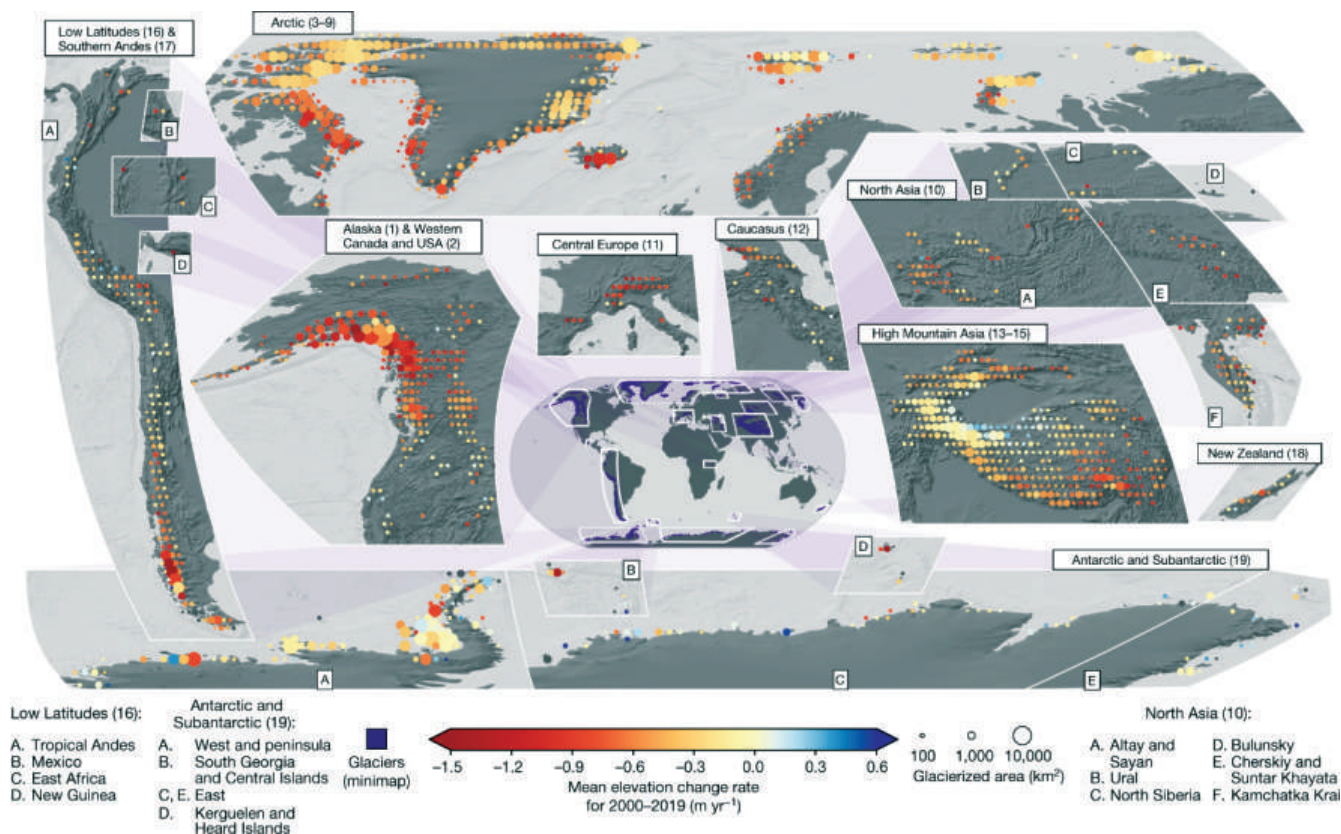 Low Latitudes (16) &
Southern Andes (17)
Arctic (3–9)
A
B
C
D
Alaska (1) & Western
Canada and USA (2)
Central Europe (11)
Caucasus (12)
North Asia (10)
B
C
D
A
E
F
High Mountain Asia (13–15)
New Zealand (18)
Antarctic and Subantarctic (19)
B
D
A
C
E
Low Latitudes (16):
A. Tropical Andes
B. Mexico
C. East Africa
D. New Guinea
Antarctic and
Subantarctic (19):
A. West and peninsula
B. South Georgia
and Central Islands
C, E. East
D. Kerguelen and
Heard Islands
Glaciers
(minimap)
−1.5 −1.2 −0.9 −0.6 −0.3 0.0 0.3 0.6
Mean elevation change rate
for 2000–2019 (m yr⁻¹)
100 1,000 10,000
Glacierized area (km²)
North Asia (10):
A. Altay and
Sayan
B. Ural
C. North Siberia
D. Bulunsky
E. Cherskiy and
Suntar Khayata
F. Kamchatka Krai